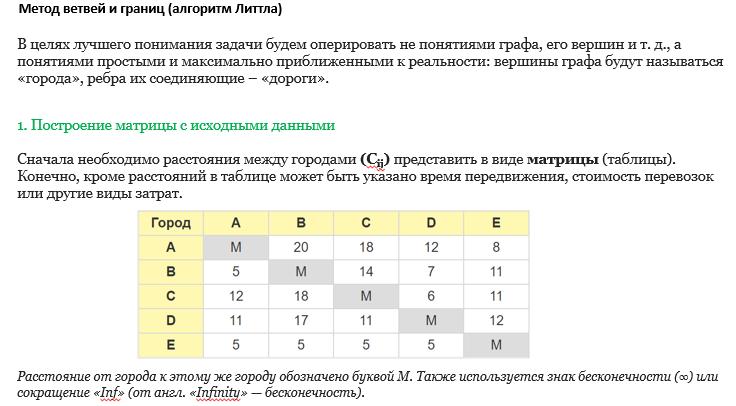 Метод ветвей и границ (алгоритм Литтла)
В целях лучшего понимания задачи будем оперировать не понятиями графа, его вершин и т. д., а
понятиями простыми и максимально приближенными к реальности: вершины графа будут называться
«города», ребра их соединяющие – «дороги».
1. Построение матрицы с исходными данными
Сначала необходимо расстояния между городами (Cij) представить в виде матрицы (таблицы).
Конечно, кроме расстояний в таблице может быть указано время передвижения, стоимость перевозок
или другие виды затрат.
Город A B C D E
A M 20 18 12 8
B 5 M 14 7 11
C 12 18 M 6 11
D 11 17 11 M 12
E 5 5 5 5 M
Расстояние от города к этому же городу обозначено буквой M. Также используется знак бесконечности (∞) или
сокращение «Inf» (от англ. «Infinity» — бесконечность).